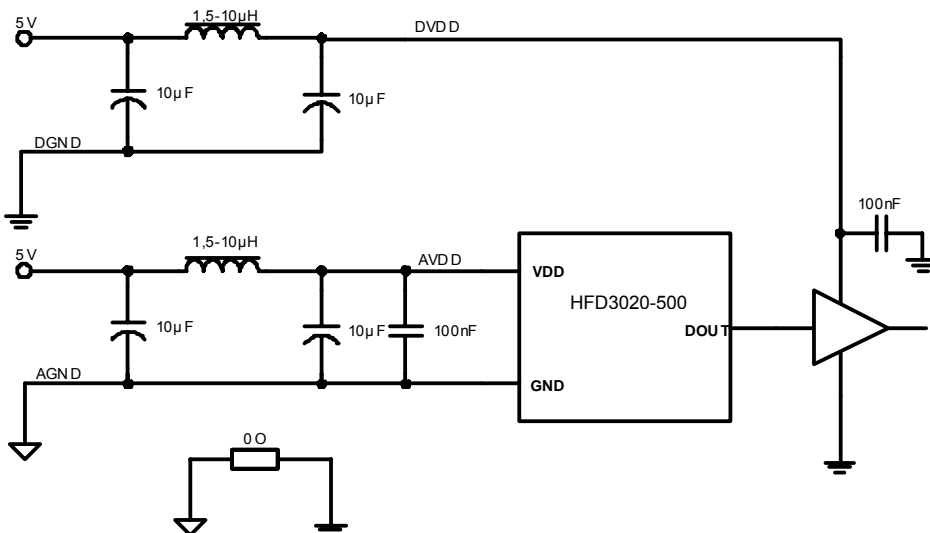 1,5-10µH
5V
DVDD
10µF
10µF
DGND
100nF
1,5-10µH
5V
AVDD
VDD
HFD3020-500
10µF
10µF
100nF
DOUT
AGND
GND
0 O